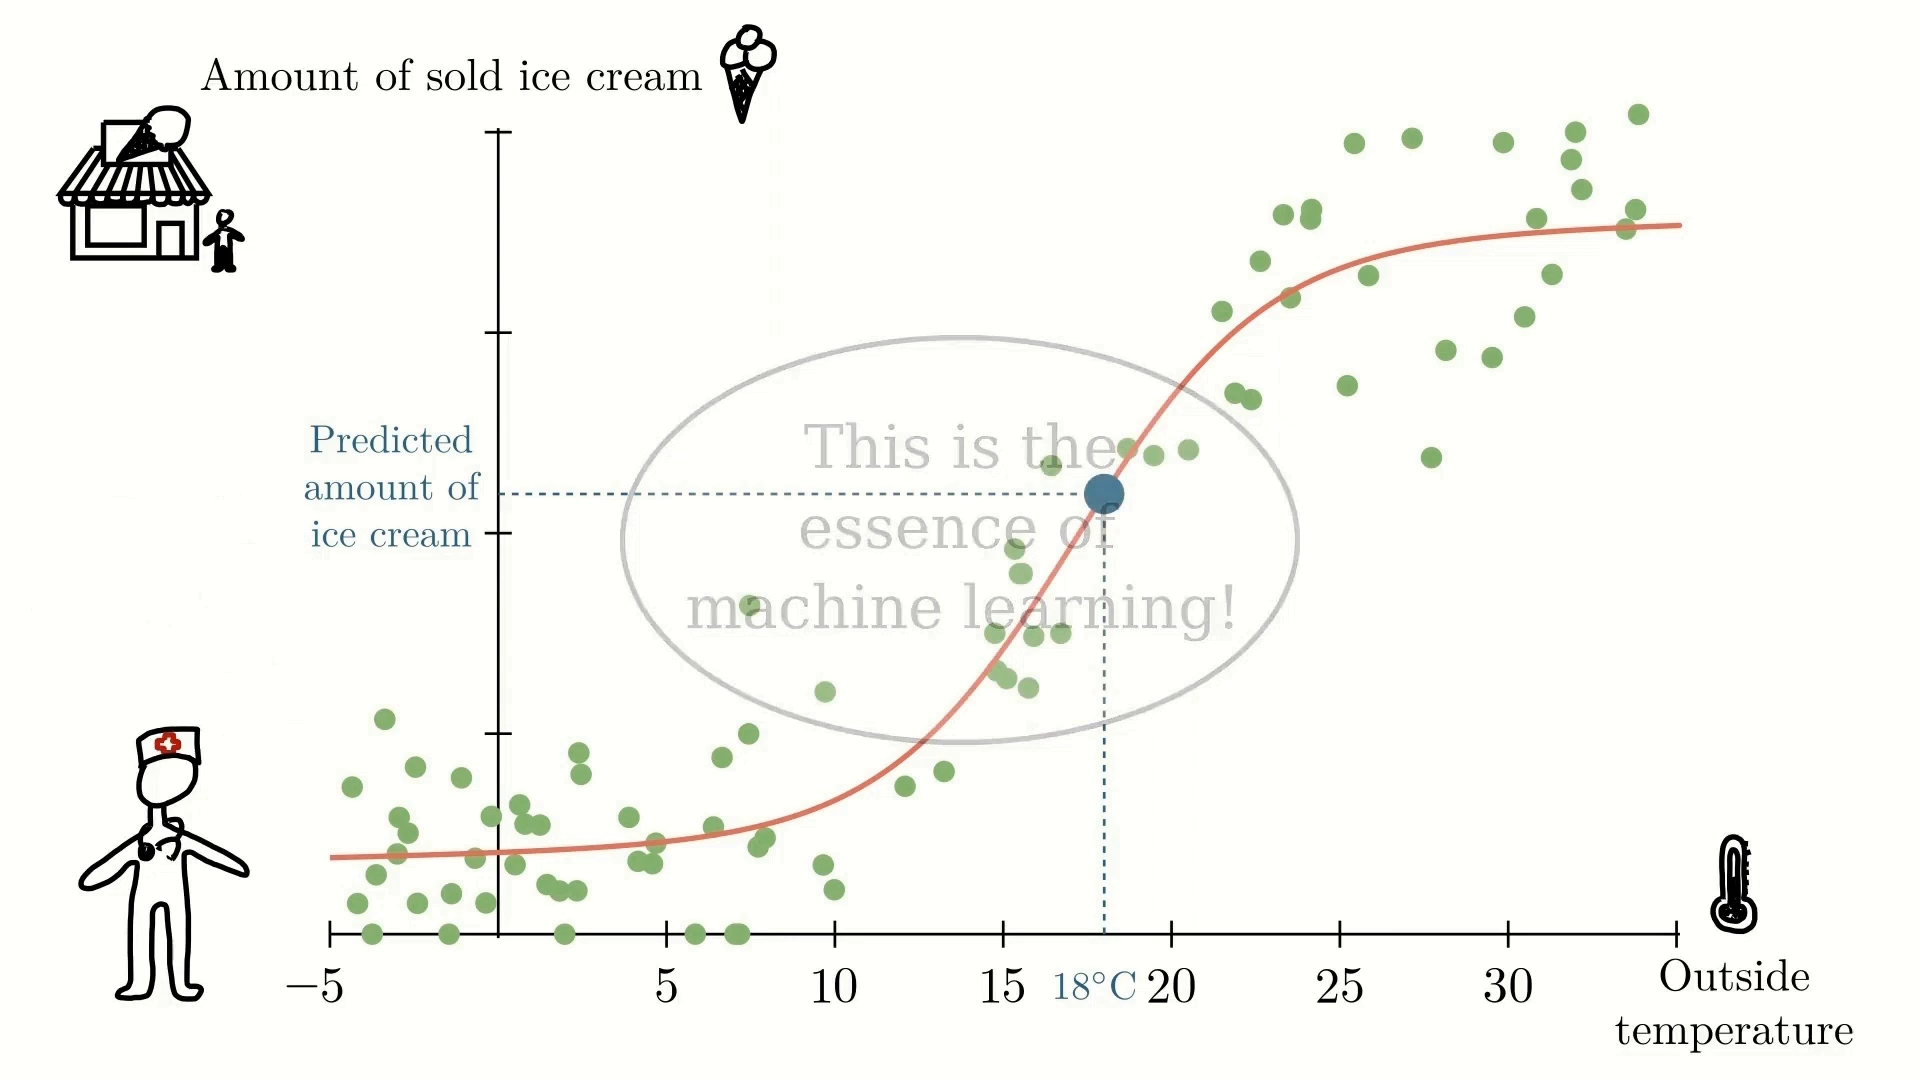 Amount of sold ice cream
Predicted
amount of
ice cream
This is the
essence of
machine learning!
−5
5
10
15
18°C
20
25
30
Outside
temperature